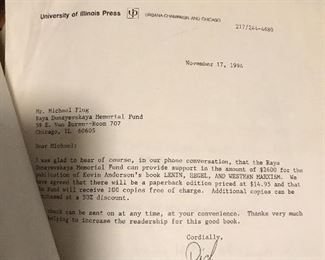 University of Illinois Press
URBANA-CHAMPAIGN AND CHICAGO
217/244-4680
November 17, 1994
Mr. Michael Flug
Raya Dunayevskaya Memorial Fund
59 E. Van Buren--Room 707
Chicago, IL 60605
Dear Michael:
I was glad to hear of course, in our phone conversation, that the Raya
Dunayevskaya Memorial Fund can provide support in the amount of $2600 for the
publication of Kevin Anderson's book LENIN, HEGEL, AND WESTERN MARXISM. We
have agreed that there will be a paperback edition priced at $14.95 and that
the Fund will receive 100 copies free of charge. Additional copies can be
purchased at a 50% discount.
check can be sent on at any time, at your convenience. Thanks very much
helping to increase the readership for this good book.
Cordially,
Dick